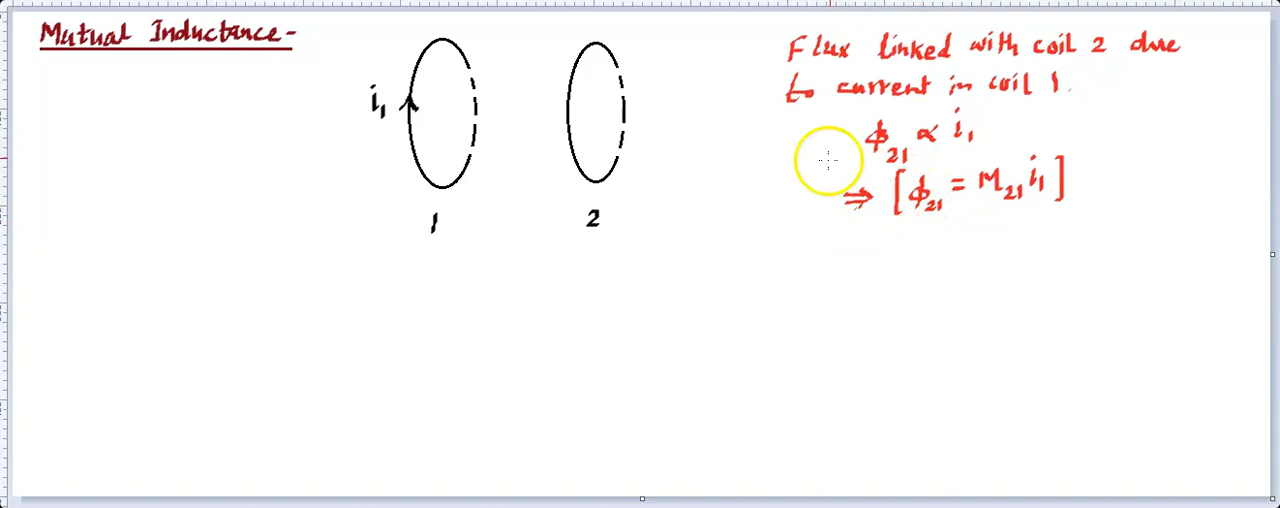 Mutual Inductance-
i₁
1
2
Flux linked with coil 2 due
to current in coil 1.
ϕ₂₁ ∝ i₁
⇒ [ϕ₂₁ = M₂₁ i₁]